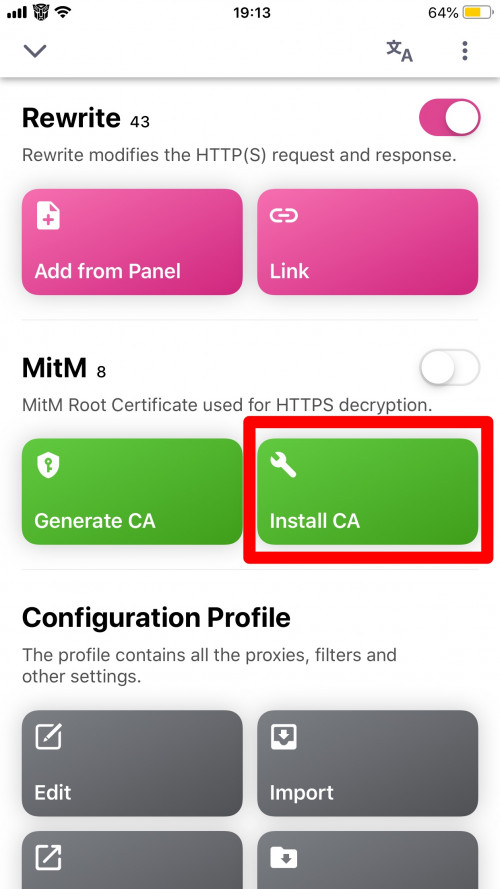 19:13
64%
文A
Rewrite 43
Rewrite modifies the HTTP(S) request and response.
Add from Panel
Link
MitM 8
MitM Root Certificate used for HTTPS decryption.
Generate CA
Install CA
Configuration Profile
The profile contains all the proxies, filters and
other settings.
Edit
Import